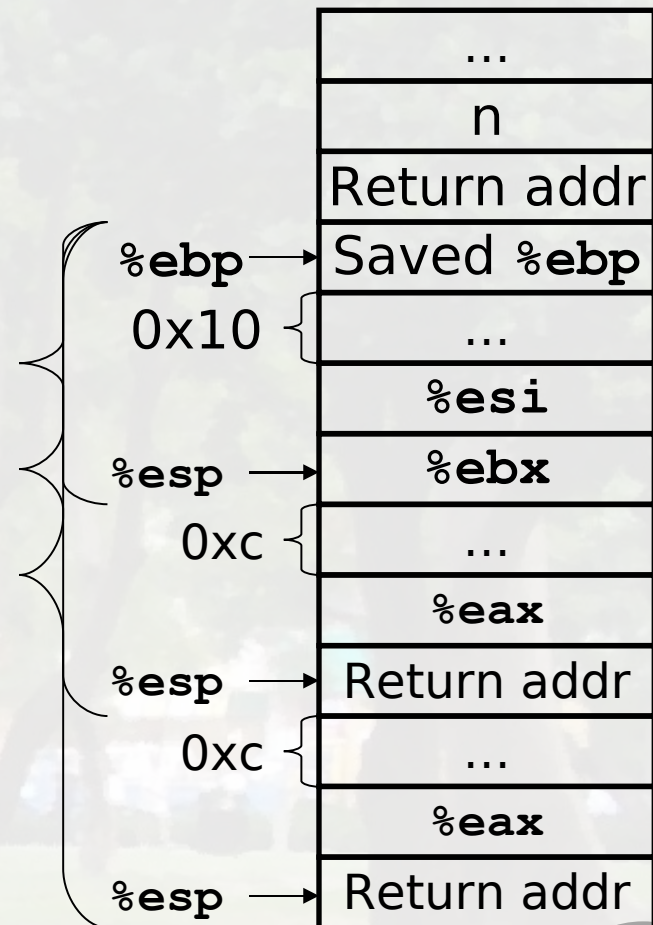 ...
n
Return addr
%ebp Saved %ebp
0x10 ...
%esi
%esp %ebx
0xc ...
%eax
%esp Return addr
0xc ...
%eax
%esp Return addr